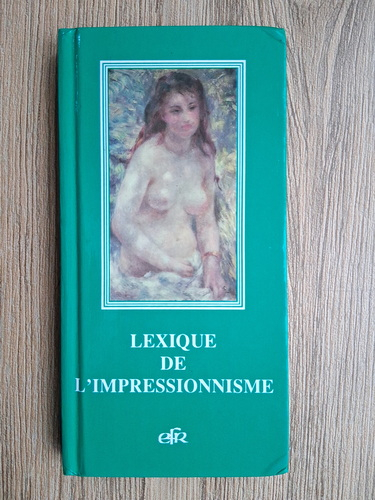 LEXIQUE
DE
L'IMPRESSIONNISME
efr